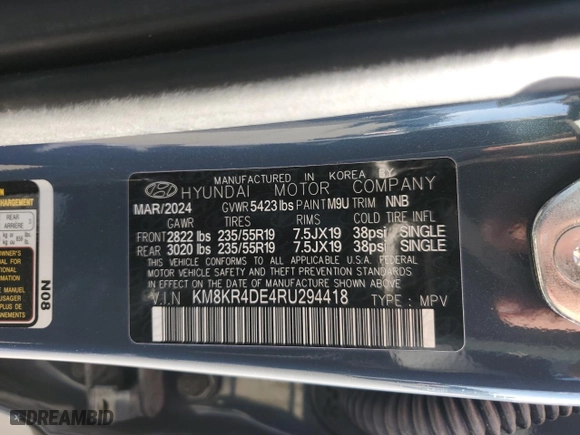 MANUFACTURED IN KOREA BY
HYUNDAI MOTOR COMPANY
MAR/2024 GVWR 5423 lbs PAINT M9U TRIM NNB
GAWR TIRES RIMS COLD TIRE INFL
FRONT 2822 lbs 235/55R19 7.5JX19 38psi/ SINGLE
REAR 3020 lbs 235/55R19 7.5JX19 38psi/ SINGLE
THIS VEHICLE CONFORMS TO ALL APPLICABLE U.S.A. FEDERAL
MOTOR VEHICLE SAFETY, BUMPER, AND THEFT PREVENTION
STANDARDS IN EFFECT ON THE DATE OF MANUFACTURE SHOWN ABOVE.
V.I.N KM8KR4DE4RU294418 TYPE : MPV
REAR
ARRIÈRE
N08
DREAMBID